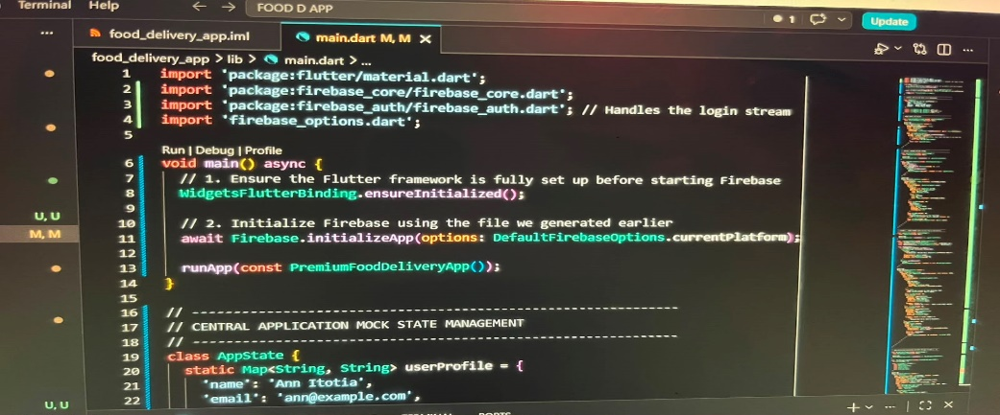 Terminal Help
FOOD D APP
1
Update
food_delivery_app.iml
main.dart M, M
food_delivery_app > lib > main.dart > ...
1 import 'package:flutter/material.dart';
2 import 'package:firebase_core/firebase_core.dart';
3 import 'package:firebase_auth/firebase_auth.dart'; // Handles the login stream
4 import 'firebase_options.dart';
5
Run | Debug | Profile
6 void main() async {
7 // 1. Ensure the Flutter framework is fully set up before starting Firebase
8 WidgetsFlutterBinding.ensureInitialized();
9
10 // 2. Initialize Firebase using the file we generated earlier
11 await Firebase.initializeApp(options: DefaultFirebaseOptions.currentPlatform);
12
13 runApp(const PremiumFoodDeliveryApp());
14 }
15
16 // ----------------------------------------------------------------------
17 // CENTRAL APPLICATION MOCK STATE MANAGEMENT
18 // ----------------------------------------------------------------------
19 class AppState {
20 static Map<String, String> userProfile = {
21 'name': 'Ann Itotia',
22 'email': 'ann@example.com',
U, U
M, M
U, U